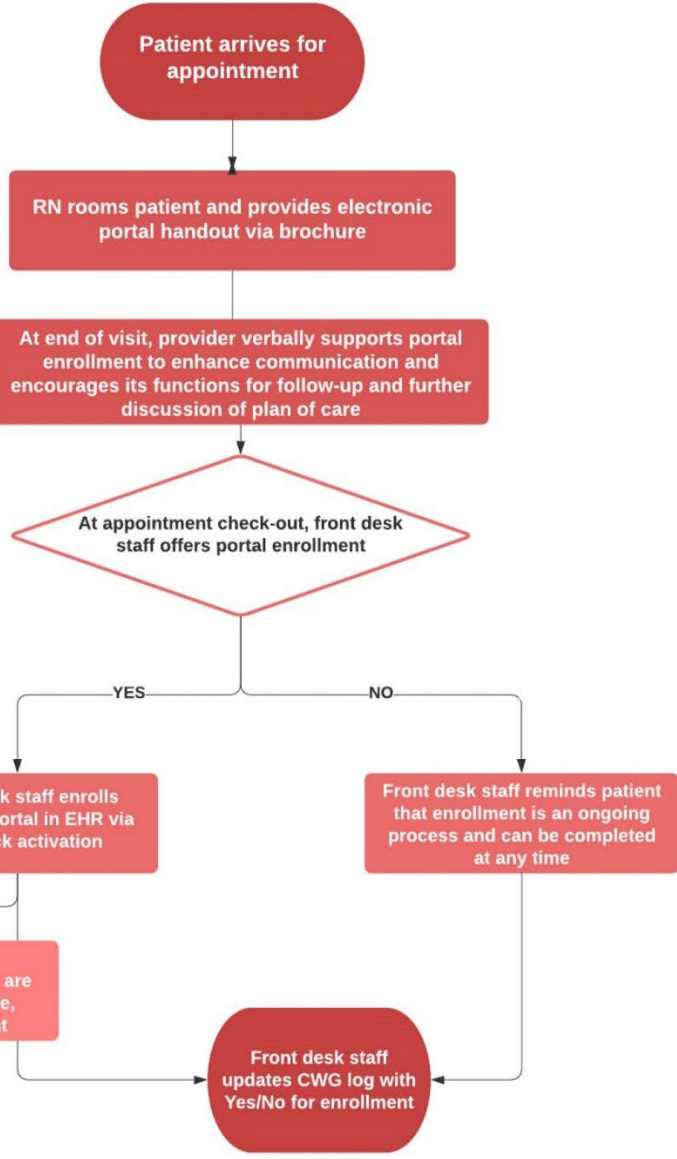 Patient arrives for
appointment
RN rooms patient and provides electronic
portal handout via brochure
At end of visit, provider verbally supports portal
enrollment to enhance communication and
encourages its functions for follow-up and further
discussion of plan of care
At appointment check-out, front desk
staff offers portal enrollment
YES
NO
staff enrolls
in EHR via
activation
Front desk staff reminds patient
that enrollment is an ongoing
process and can be completed
at any time
are
Front desk staff
updates CWG log with
Yes/No for enrollment